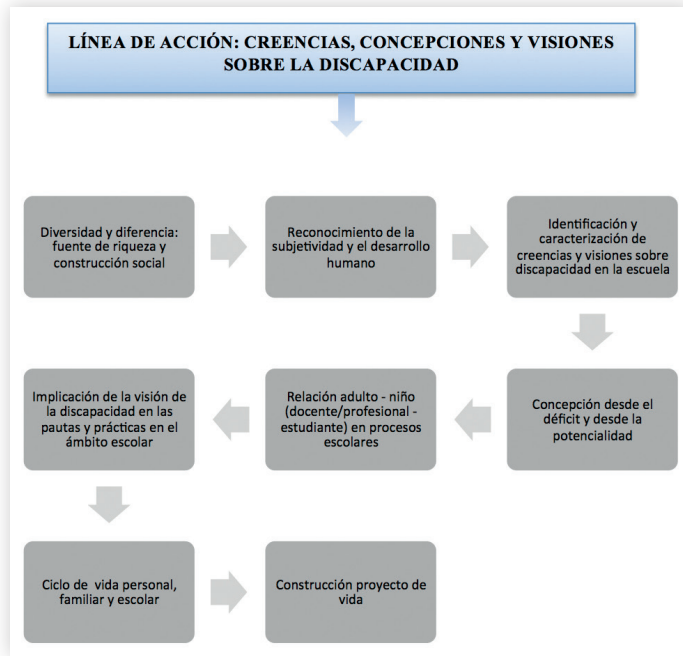 LÍNEA DE ACCIÓN: CREENCIAS, CONCEPCIONES Y VISIONES
SOBRE LA DISCAPACIDAD
Diversidad y diferencia:
fuente de riqueza y
construcción social
Reconocimiento de la
subjetividad y el desarrollo
humano
Identificación y
caracterización de
creencias y visiones sobre
discapacidad en la escuela
Concepción desde el
déficit y desde la
potencialidad
Relación adulto - niño
(docente/profesional -
estudiante) en procesos
escolares
Implicación de la visión de
la discapacidad en las
pautas y prácticas en el
ámbito escolar
Ciclo de vida personal,
familiar y escolar
Construcción proyecto de
vida